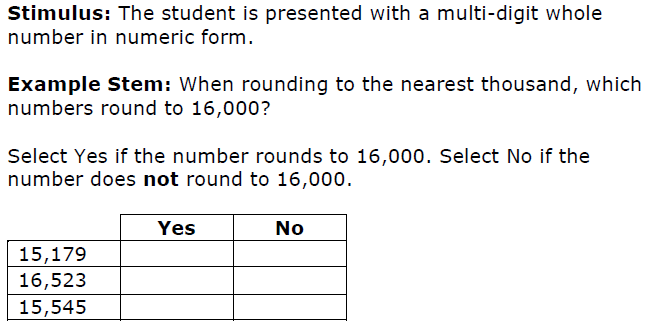 Stimulus: The student is presented with a multi-digit whole
number in numeric form.
Example Stem: When rounding to the nearest thousand, which
numbers round to 16,000?
Select Yes if the number rounds to 16,000. Select No if the
number does not round to 16,000.
Yes No
15,179
16,523
15,545